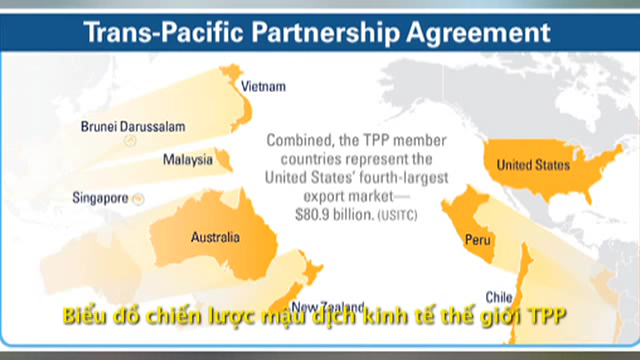 Trans-Pacific Partnership Agreement
Vietnam
Brunei Darussalam
Malaysia
Singapore
Australia
New Zealand
Combined, the TPP member
countries represent the
United States' fourth-largest
export market—
$80.9 billion. (USITC)
United States
Peru
Chile
Biểu đồ chiến lược mậu dịch kinh tế thế giới TPP